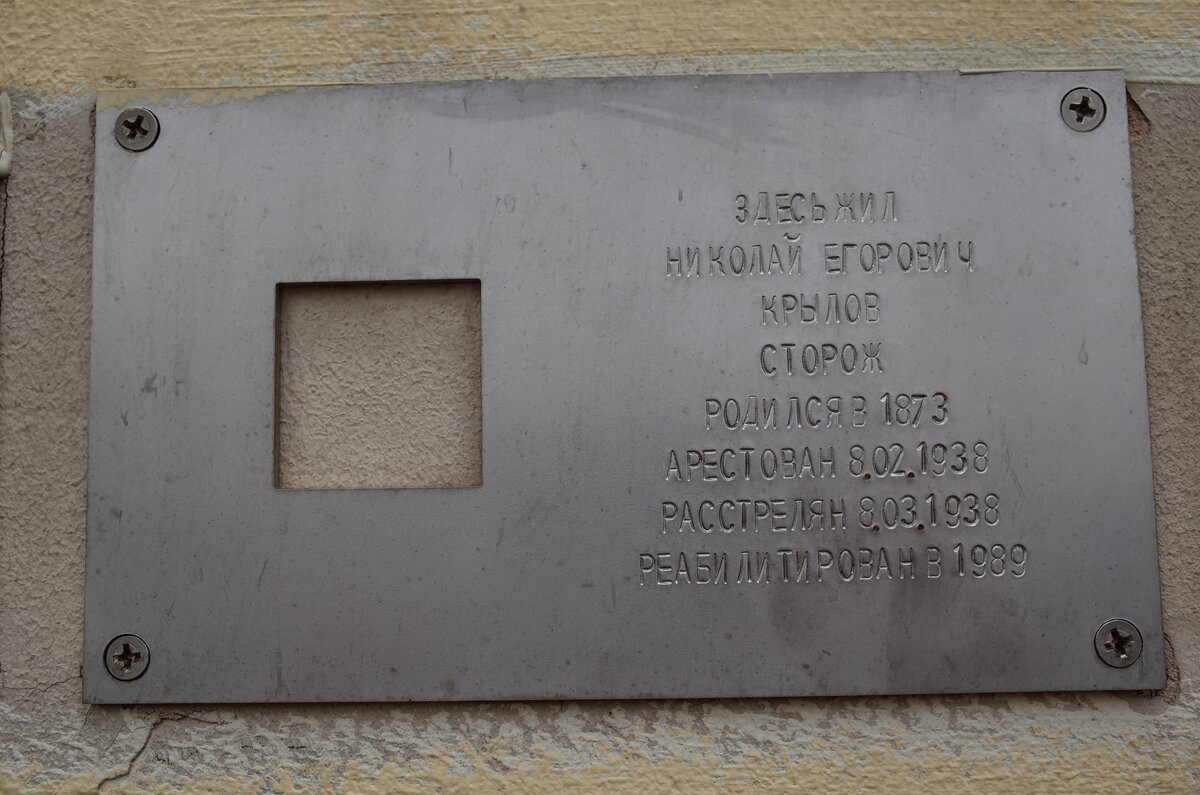 ЗДЕСЬ ЖИЛ
НИКОЛАЙ ЕГОРОВИЧ
КРЫЛОВ
СТОРОЖ
РОДИЛСЯ В 1873
АРЕСТОВАН 8.02.1938
РАССТРЕЛЯН 8.03.1938
РЕАБИЛИТИРОВАН В 1989